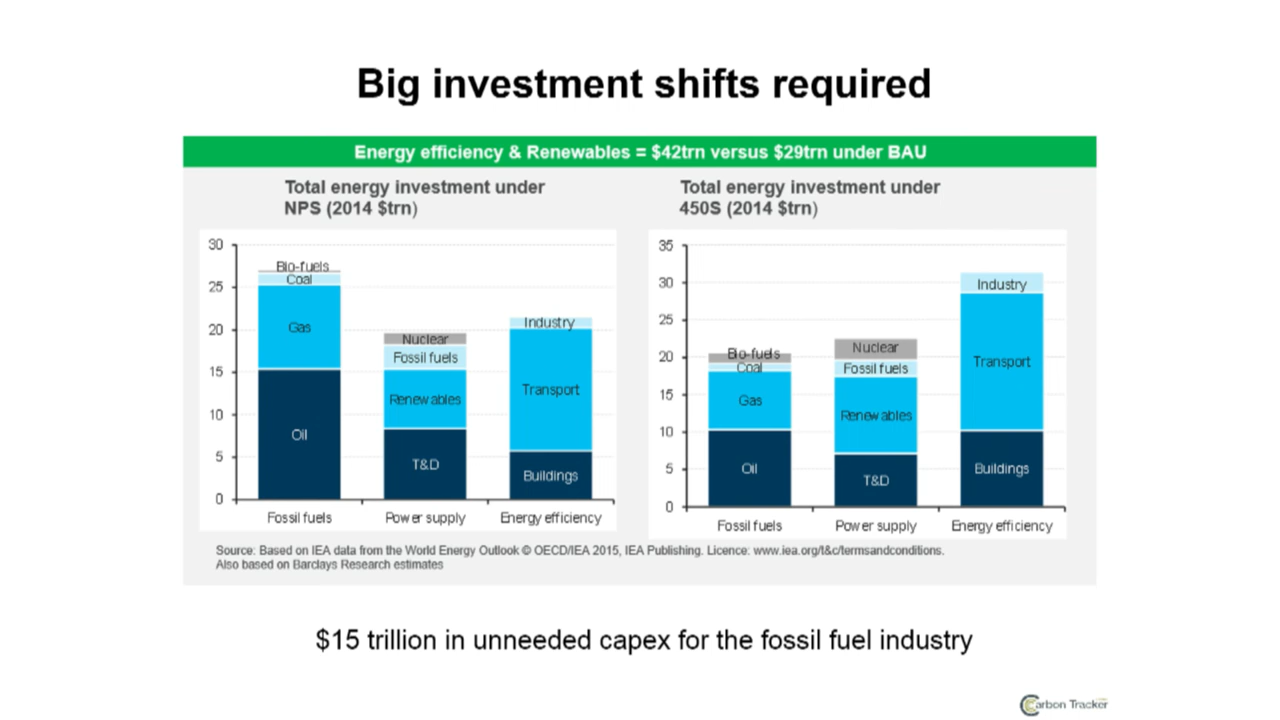 Big investment shifts required
Energy efficiency & Renewables = $42trn versus $29trn under BAU
Total energy investment under
NPS (2014 $trn)
30
25
20
15
10
5
0
Bio-fuels
Coal
Gas
Oil
Nuclear
Fossil fuels
Renewables
T&D
Industry
Transport
Buildings
Fossil fuels
Power supply
Energy efficiency
Total energy investment under
450S (2014 $trn)
35
30
25
20
15
10
5
0
Bio-fuels
Coal
Gas
Oil
Nuclear
Fossil fuels
Renewables
T&D
Industry
Transport
Buildings
Fossil fuels
Power supply
Energy efficiency
Source: Based on IEA data from the World Energy Outlook © OECD/IEA 2015, IEA Publishing. Licence: www.iea.org/t&c/termsandconditions.
Also based on Barclays Research estimates
$15 trillion in unneeded capex for the fossil fuel industry
Carbon Tracker